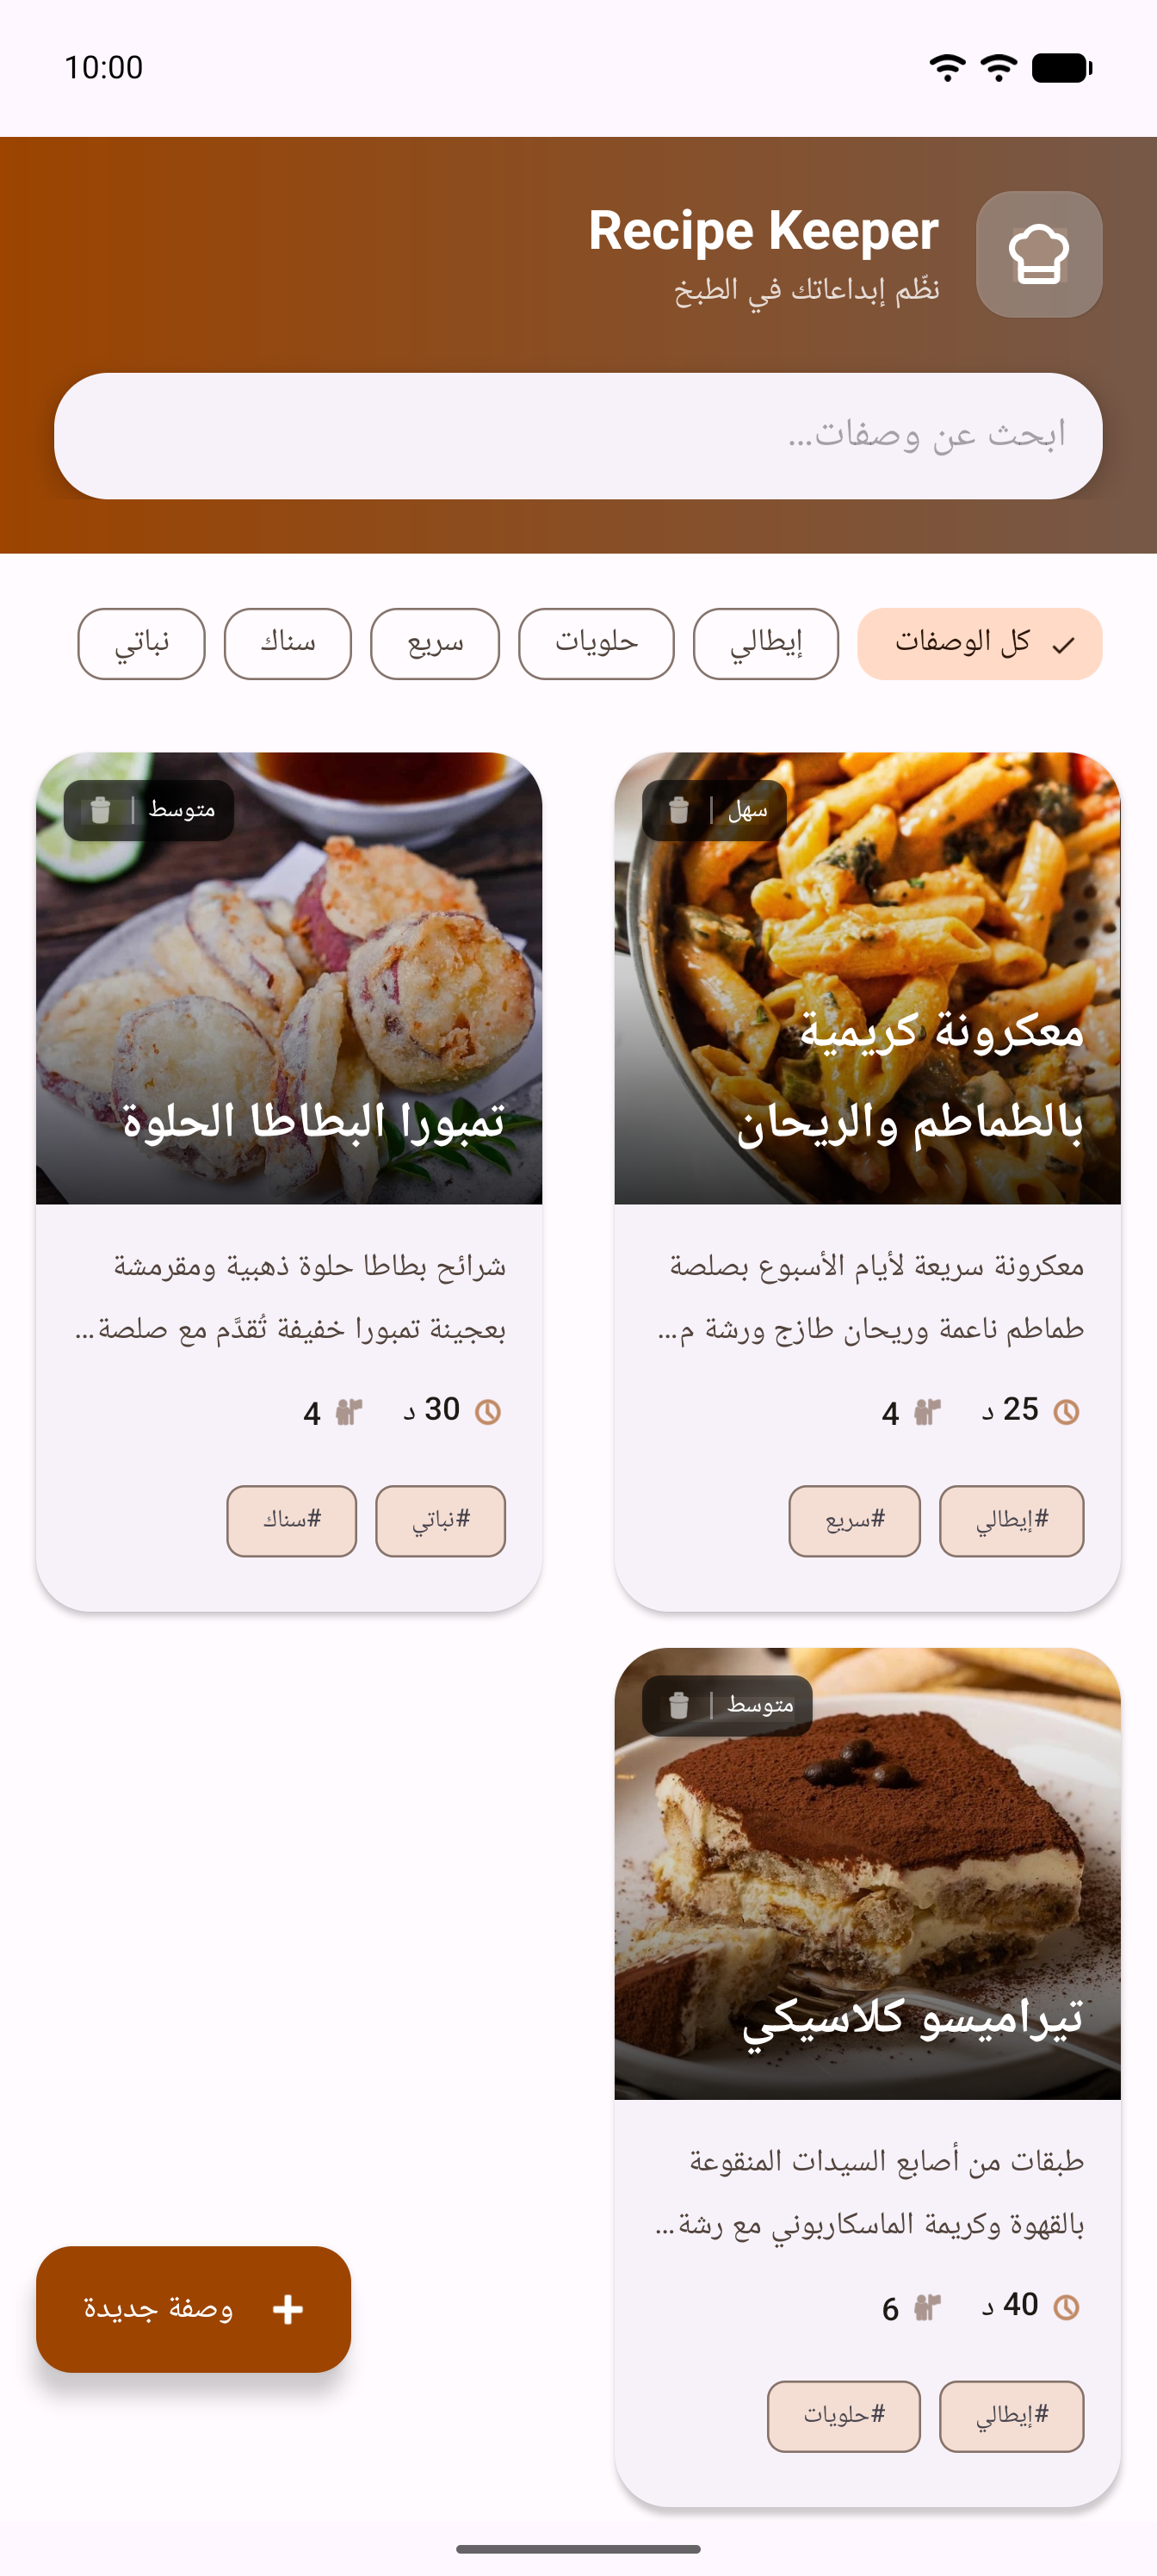 10:00
Recipe Keeper
نظّم إبداعاتك في الطبخ
ابحث عن وصفات...
كل الوصفات
إيطالي
حلويات
سريع
سناك
نباتي
سهل
معكرونة كريمية
بالطماطم والريحان
معكرونة سريعة لأيام الأسبوع بصلصة
طماطم ناعمة وريحان طازج ورشة م...
25 د
4
#إيطالي
#سريع
متوسط
تمبورا البطاطا الحلوة
شرائح بطاطا حلوة ذهبية ومقرمشة
بعجينة تمبورا خفيفة تُقدَّم مع صلصة...
30 د
4
#نباتي
#سناك
متوسط
تيراميسو كلاسيكي
طبقات من أصابع السيدات المنقوعة
بالقهوة وكريمة الماسكاربوني مع رشة...
40 د
6
#إيطالي
#حلويات
وصفة جديدة